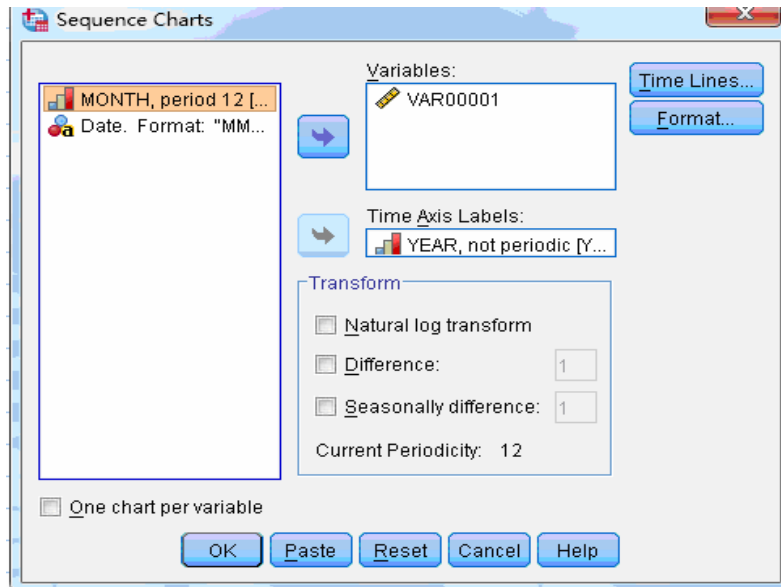 Sequence Charts
MONTH, period 12 [...
Date. Format: "MM...
Variables:
VAR00001
Time Lines...
Format...
Time Axis Labels:
YEAR, not periodic [Y...
Transform
Natural log transform
Difference:
1
Seasonally difference:
1
Current Periodicity: 12
One chart per variable
OK
Paste
Reset
Cancel
Help